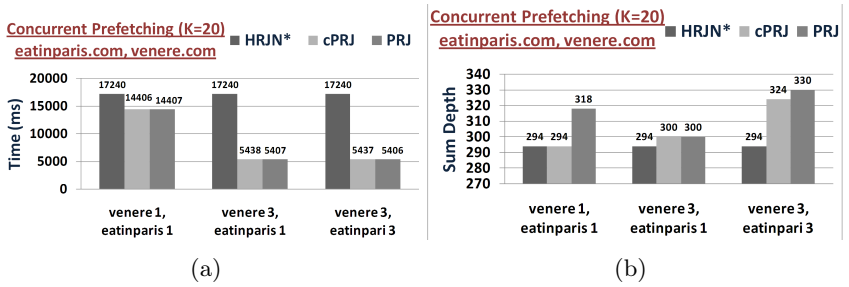 Concurrent Prefetching (K=20)
eatinparis.com, venere.com
HRJN* cPRJ PRJ
20000
15000
10000
5000
0
Time (ms)
17240 14406 14407
17240 5438 5407
17240 5437 5406
venere 1, eatinparis 1
venere 3, eatinparis 1
venere 3, eatinpari 3
(a)
Concurrent Prefetching (K=20)
eatinparis.com, venere.com
HRJN* cPRJ PRJ
340
330
320
310
300
290
280
270
Sum Depth
294 294 318
294 300 300
294 324 330
venere 1, eatinparis 1
venere 3, eatinparis 1
venere 3, eatinpari 3
(b)